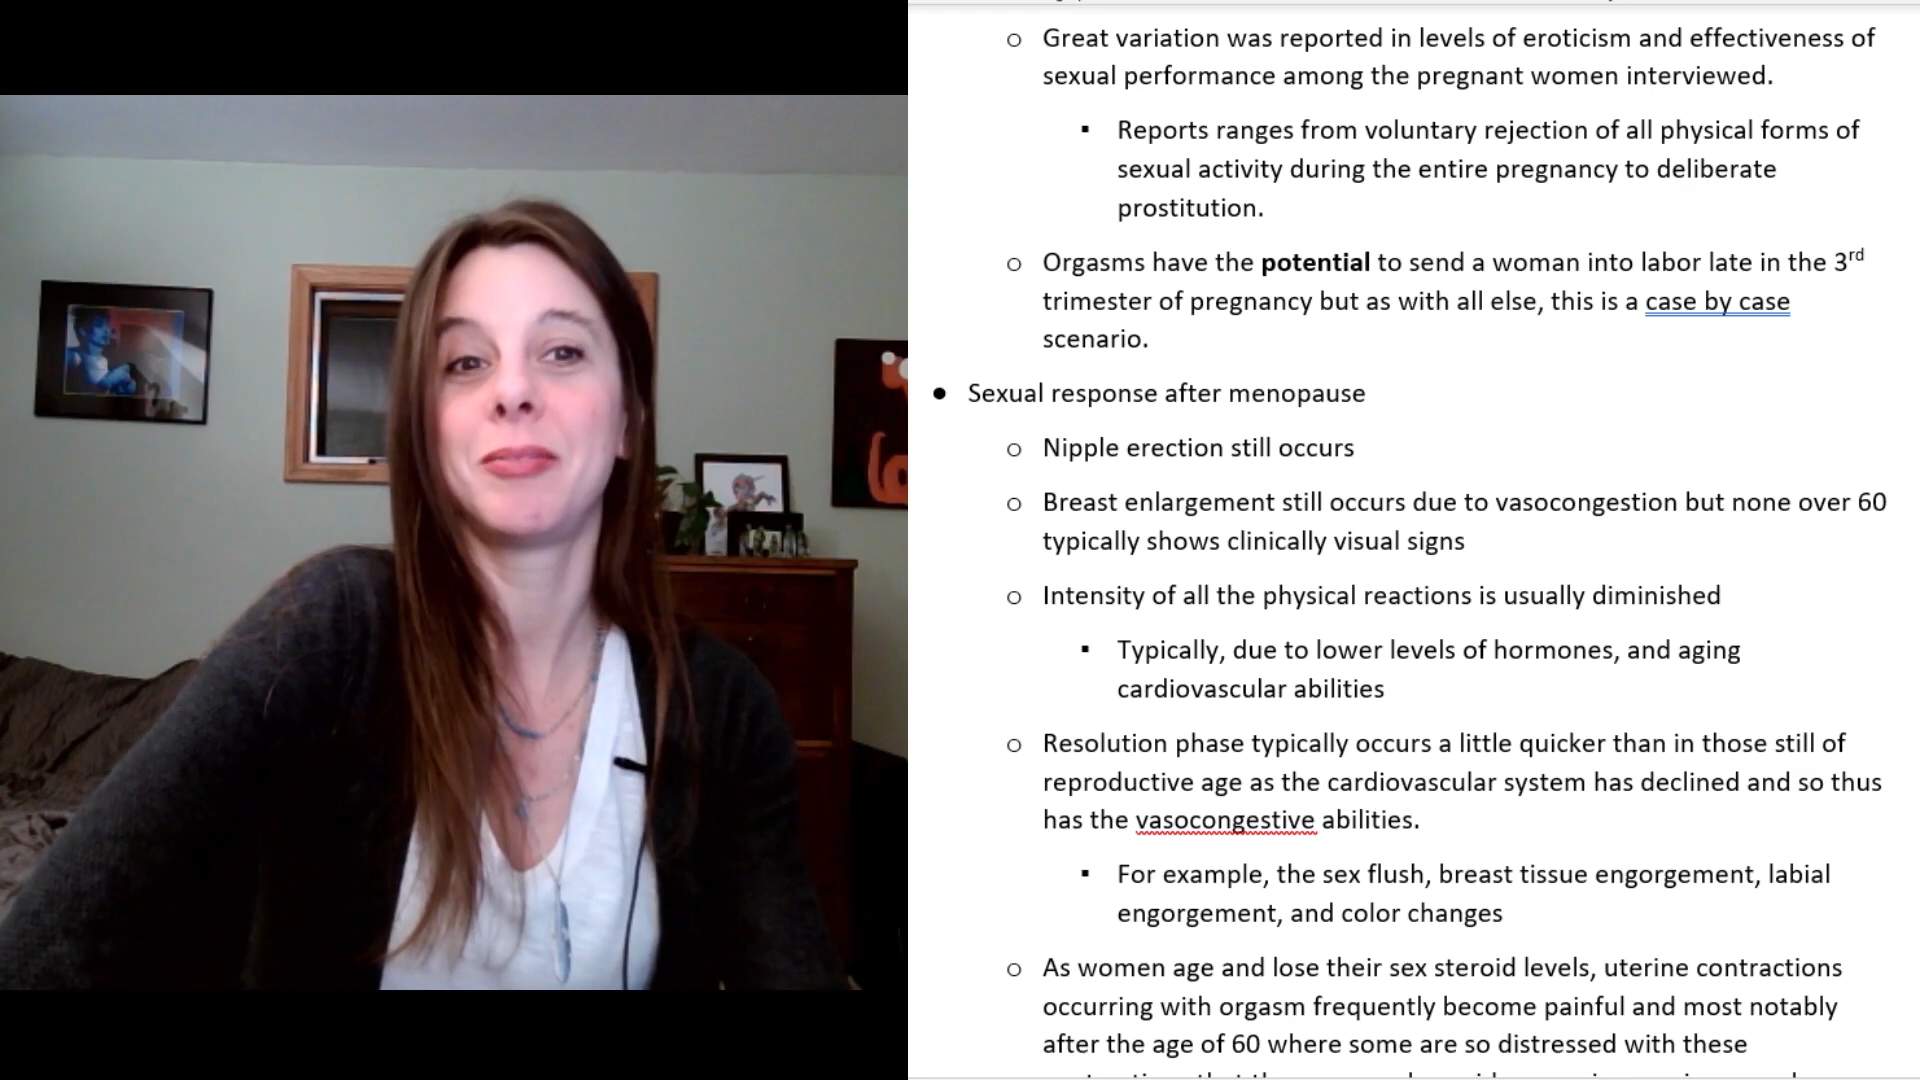 Great variation was reported in levels of eroticism and effectiveness of
sexual performance among the pregnant women interviewed.
Reports ranges from voluntary rejection of all physical forms of
sexual activity during the entire pregnancy to deliberate
prostitution.
Orgasms have the potential to send a woman into labor late in the 3rd
trimester of pregnancy but as with all else, this is a case by case
scenario.
Sexual response after menopause
Nipple erection still occurs
Breast enlargement still occurs due to vasocongestion but none over 60
typically shows clinically visual signs
Intensity of all the physical reactions is usually diminished
Typically, due to lower levels of hormones, and aging
cardiovascular abilities
Resolution phase typically occurs a little quicker than in those still of
reproductive age as the cardiovascular system has declined and so thus
has the vasocongestive abilities.
For example, the sex flush, breast tissue engorgement, labial
engorgement, and color changes
As women age and lose their sex steroid levels, uterine contractions
occurring with orgasm frequently become painful and most notably
after the age of 60 where some are so distressed with these